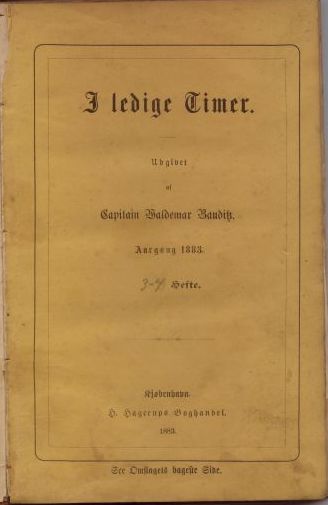 I ledige Timer.
Udgivet
af
Capitain Valdemar Bauditz.
Aargang 1883.
3-4 Hefte.
Kjøbenhavn.
H. Hagerups Boghandel.
1883.
See Omslagets bageste Side.